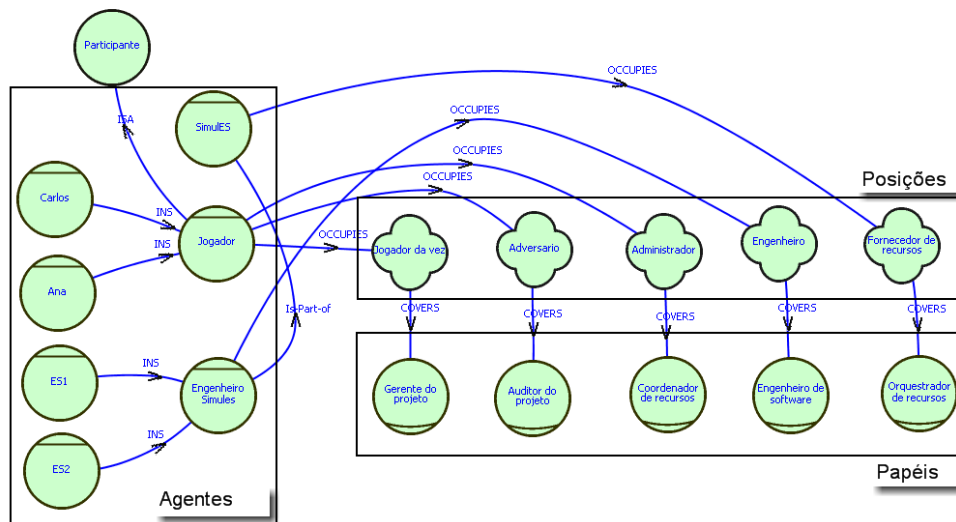 Participante
ISA
SimulES
OCCUPIES
OCCUPIES
OCCUPIES
OCCUPIES
OCCUPIES
Carlos
INS
Jogador
Ana
INS
Posições
Jogador da vez
Adversario
Administrador
Engenheiro
Fornecedor de
recursos
Is-Part-of
COVERS
COVERS
COVERS
COVERS
COVERS
ES1
INS
Engenheiro
Simules
ES2
INS
Gerente do
projeto
Auditor do
projeto
Coordenador
de recursos
Engenheiro de
software
Orquestrador
de recursos
Agentes
Papéis